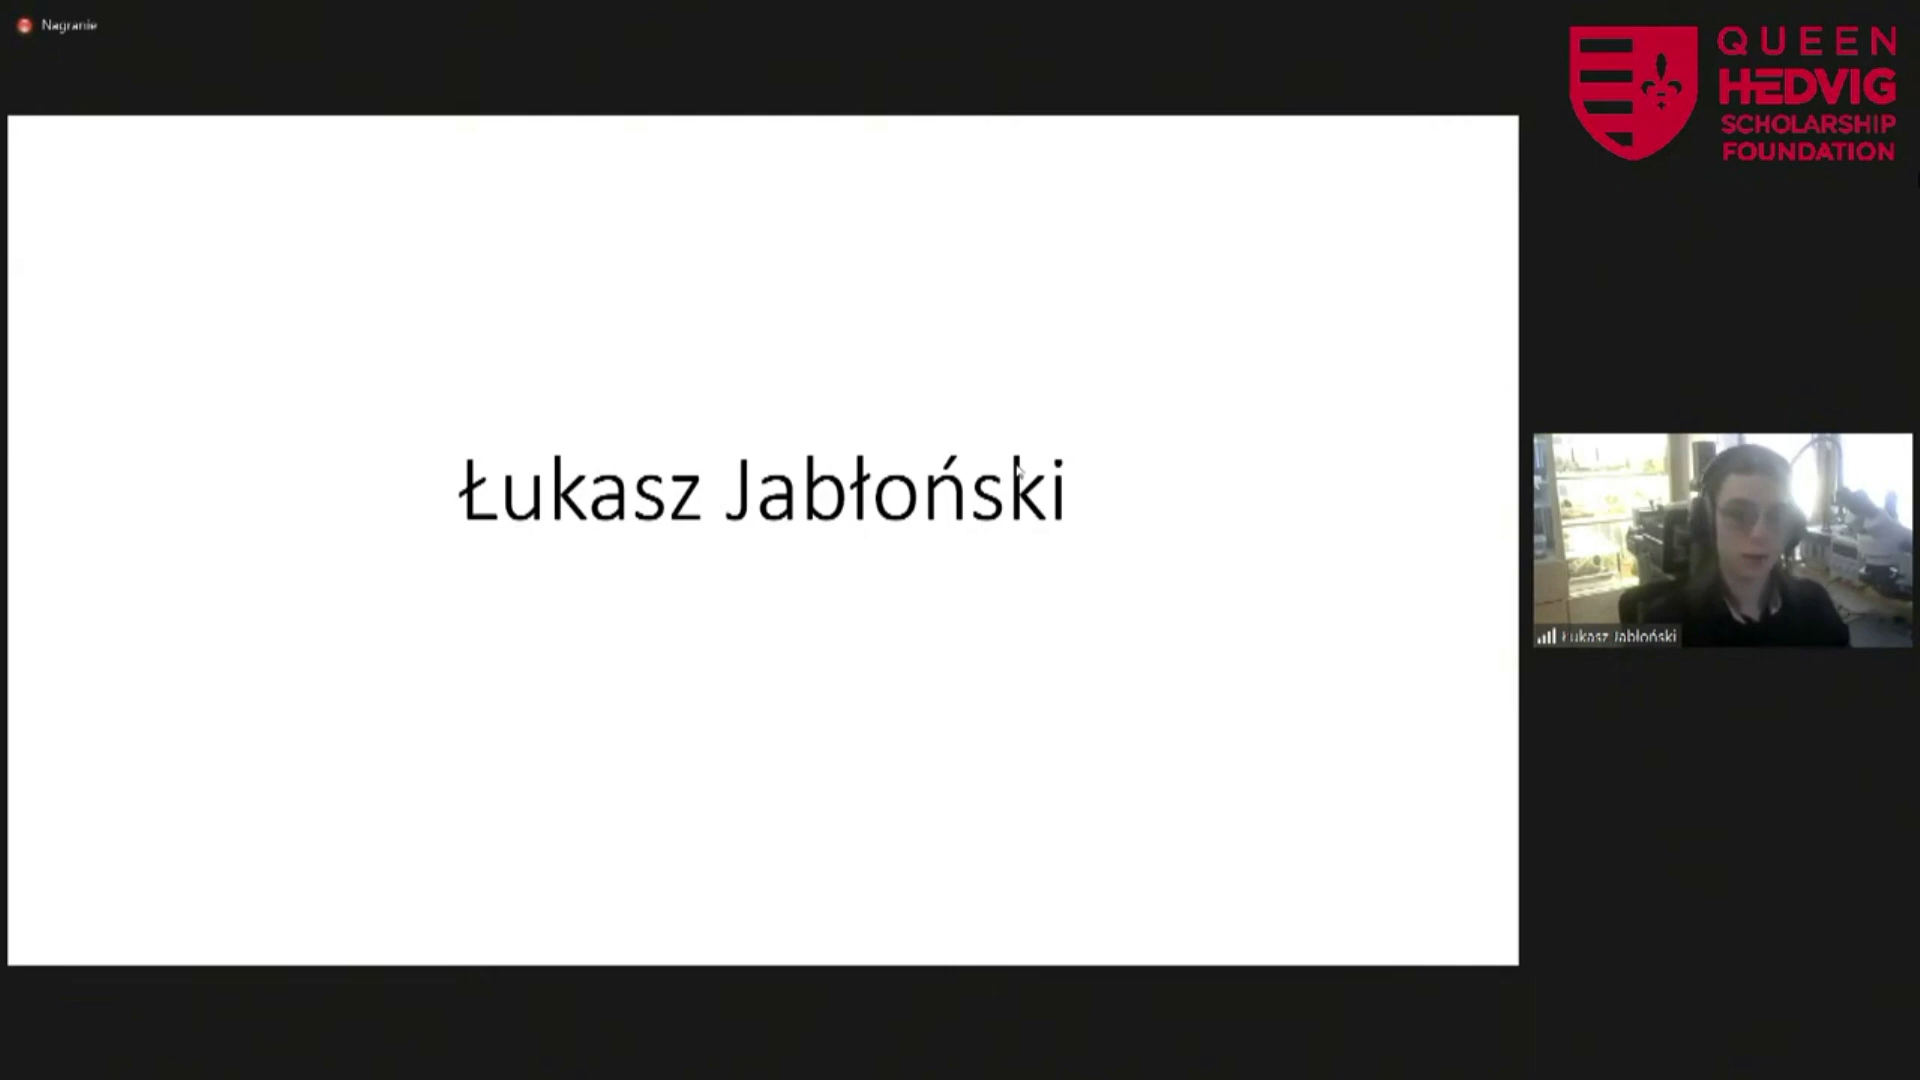 Nagranie
QUEEN
HEDVIG
SCHOLARSHIP
FOUNDATION
Łukasz Jabłoński
Łukasz Jabłoński